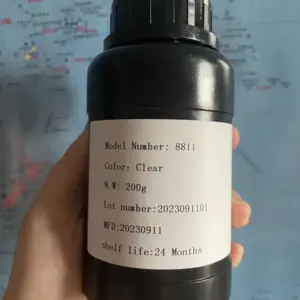 Model Number: 8811
Color: Clear
N.W: 200g
Lot number:2023091101
MFD:20230911
shelf life:24 Months